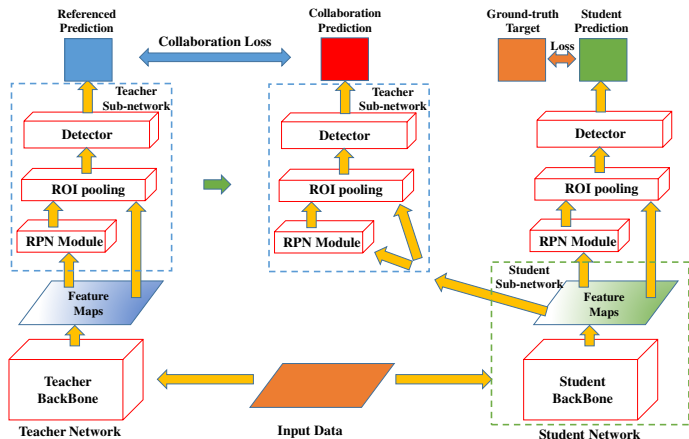 Referenced
Prediction
Collaboration Loss
Collaboration
Prediction
Ground-truth
Target
Loss
Student
Prediction
Teacher
Sub-network
Detector
ROI pooling
RPN Module
Feature
Maps
Teacher
BackBone
Teacher Network
Teacher
Sub-network
Detector
ROI pooling
RPN Module
Input Data
Detector
ROI pooling
RPN Module
Student
Sub-network
Feature
Maps
Student
BackBone
Student Network